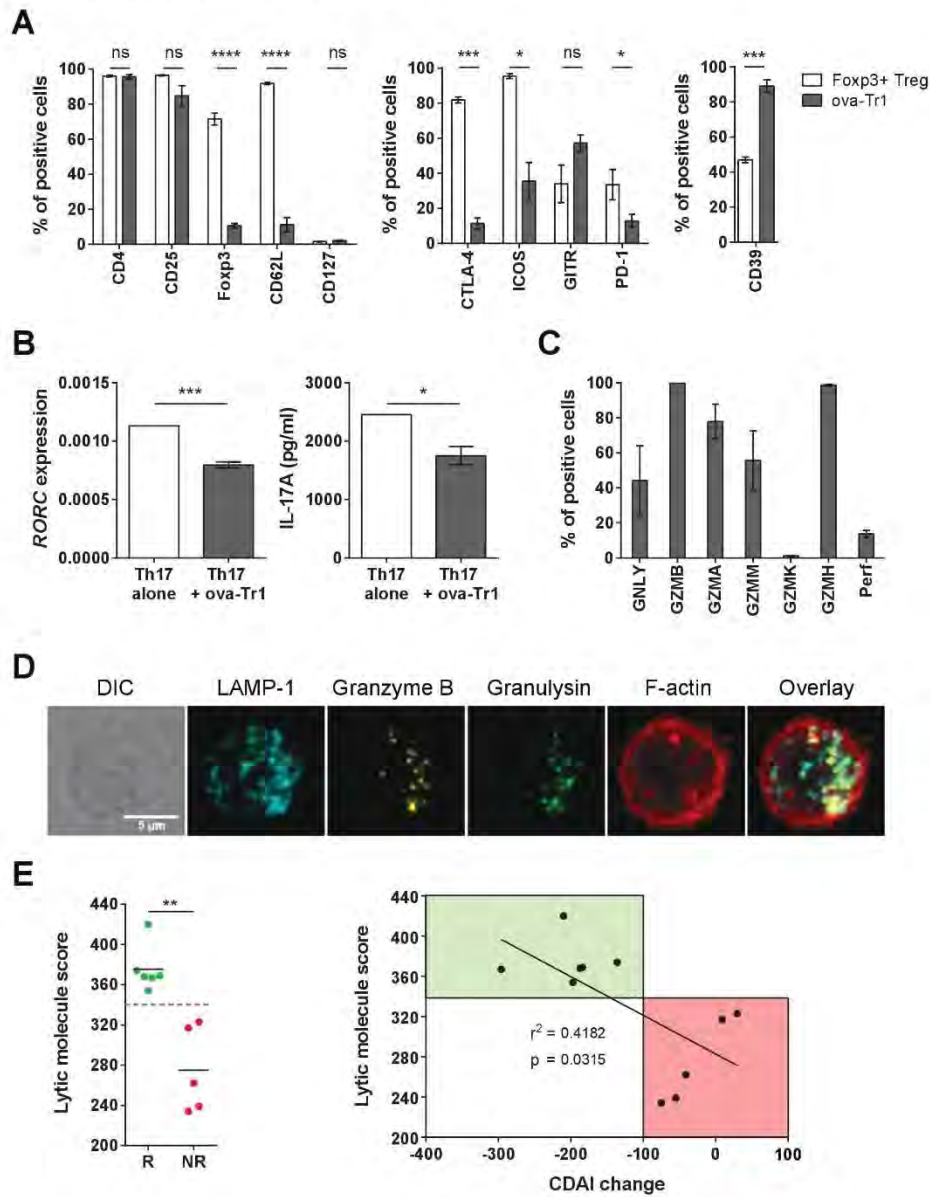 A
ns ns **** **** ns
% of positive cells
100
80
60
40
20
0
CD4 CD25 Foxp3 CD62L CD127
*** * ns *
% of positive cells
100
80
60
40
20
0
CTLA-4 ICOS GITR PD-1
***
% of positive cells
100
80
60
40
20
0
CD39
Foxp3+ Treg
ova-Tr1
B
RORC expression
0.0015
0.0010
0.0005
0.0000
***
Th17 Th17
alone + ova-Tr1
IL-17A (pg/ml)
3000
2000
1000
0
*
Th17 Th17
alone + ova-Tr1
C
% of positive cells
100
80
60
40
20
0
GNLY GZMB GZMA GZMM GZMK GZMH Perf
D
DIC LAMP-1 Granzyme B Granulysin F-actin Overlay
5 µm
E
Lytic molecule score
440
400
360
320
280
240
200
**
R NR
Lytic molecule score
440
400
360
320
280
240
200
r² = 0.4182
p = 0.0315
-400 -300 -200 -100 0 100
CDAI change